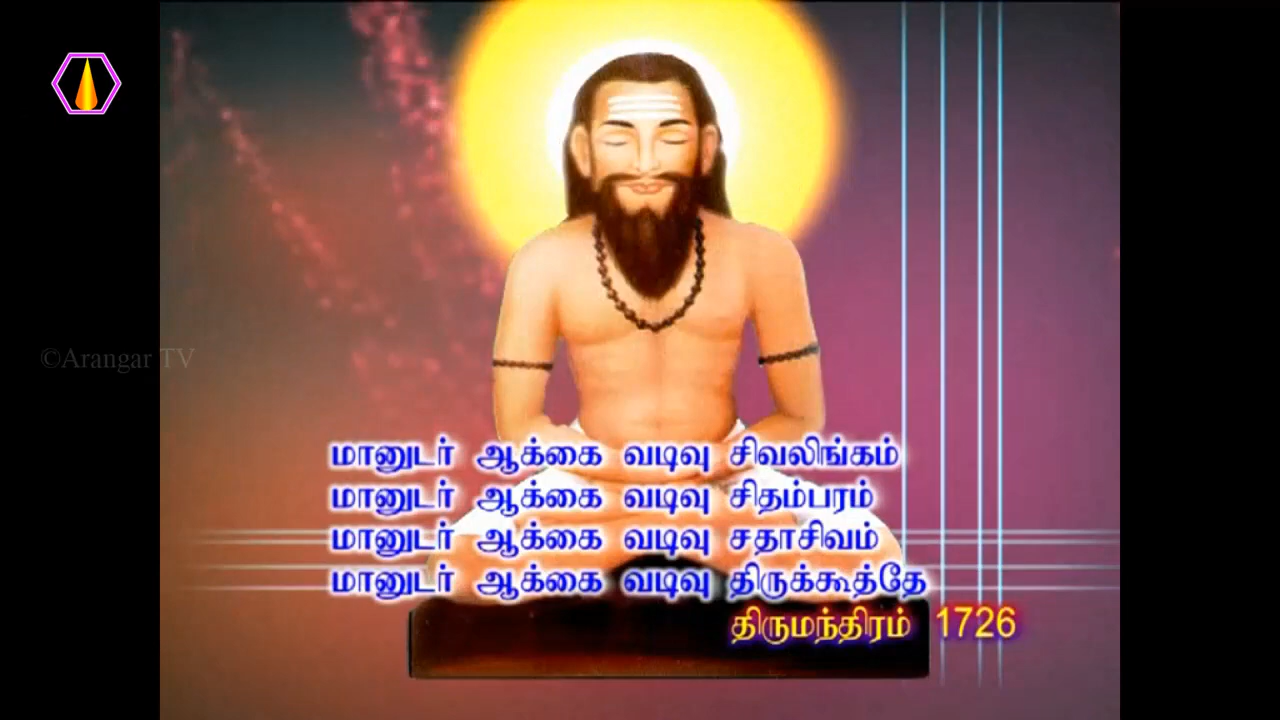 ©Arangar TV
மானுடர் ஆக்கை வடிவு சிவலிங்கம்
மானுடர் ஆக்கை வடிவு சிதம்பரம்
மானுடர் ஆக்கை வடிவு சதாசிவம்
மானுடர் ஆக்கை வடிவு திருக்கூத்தே
திருமந்திரம் 1726